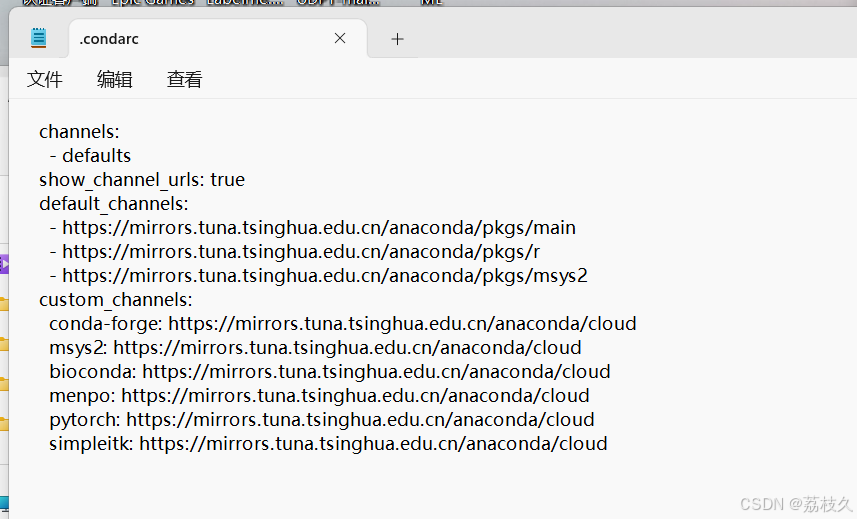 .condarc
文件 编辑 查看
channels:
  - defaults
show_channel_urls: true
default_channels:
  - https://mirrors.tuna.tsinghua.edu.cn/anaconda/pkgs/main
  - https://mirrors.tuna.tsinghua.edu.cn/anaconda/pkgs/r
  - https://mirrors.tuna.tsinghua.edu.cn/anaconda/pkgs/msys2
custom_channels:
  conda-forge: https://mirrors.tuna.tsinghua.edu.cn/anaconda/cloud
  msys2: https://mirrors.tuna.tsinghua.edu.cn/anaconda/cloud
  bioconda: https://mirrors.tuna.tsinghua.edu.cn/anaconda/cloud
  menpo: https://mirrors.tuna.tsinghua.edu.cn/anaconda/cloud
  pytorch: https://mirrors.tuna.tsinghua.edu.cn/anaconda/cloud
  simpleitk: https://mirrors.tuna.tsinghua.edu.cn/anaconda/cloud
CSDN @荔枝久